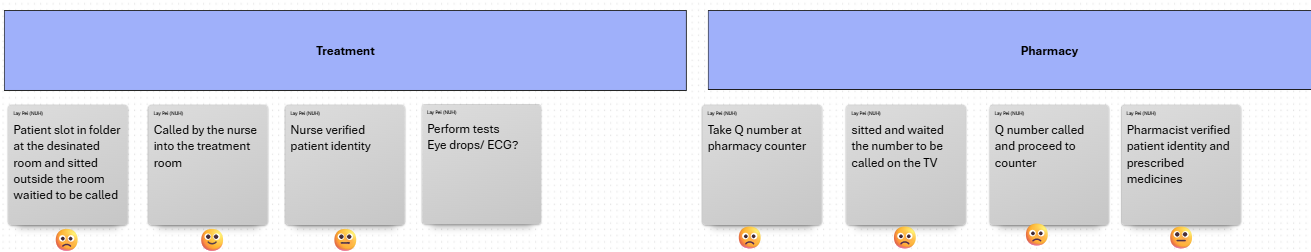 Treatment
Pharmacy
Lay Pei (NUH)
Patient slot in folder
at the desinated
room and sitted
outside the room
waitied to be called
Lay Pei (NUH)
Called by the nurse
into the treatment
room
Lay Pei (NUH)
Nurse verified
patient identity
Lay Pei (NUH)
Perform tests
Eye drops/ ECG?
Lay Pei (NUH)
Take Q number at
pharmacy counter
Lay Pei (NUH)
sitted and waited
the number to be
called on the TV
Lay Pei (NUH)
Q number called
and proceed to
counter
Lay Pei (NUH)
Pharmacist verified
patient identity and
prescribed
medicines